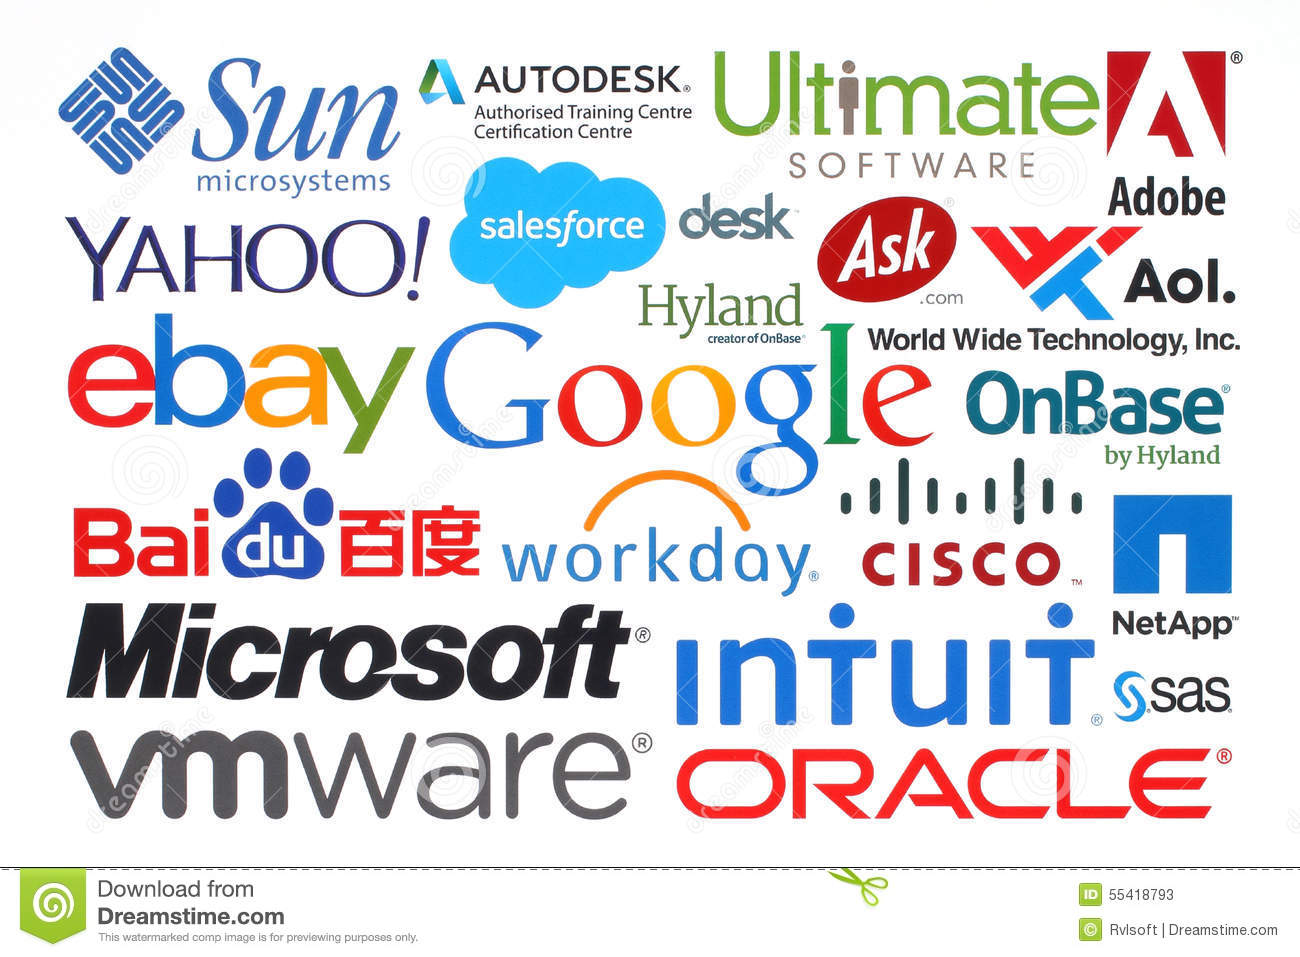 Sun
microsystems
AUTODESK®
Authorised Training Centre
Certification Centre
Ultimate
SOFTWARE
Adobe
®
YAHOO!
salesforce
desk™
Ask®
.com
Aol.
Hyland
creator of OnBase®
World Wide Technology, Inc.
ebay
Google
OnBase®
by Hyland
Bai du 百度
workday®
CISCO™
NetApp™
Microsoft®
intuit®
sas
vmware®
ORACLE®
Download from
Dreamstime.com
This watermarked comp image is for previewing purposes only.
ID 55418793
© Rvlsoft | Dreamstime.com